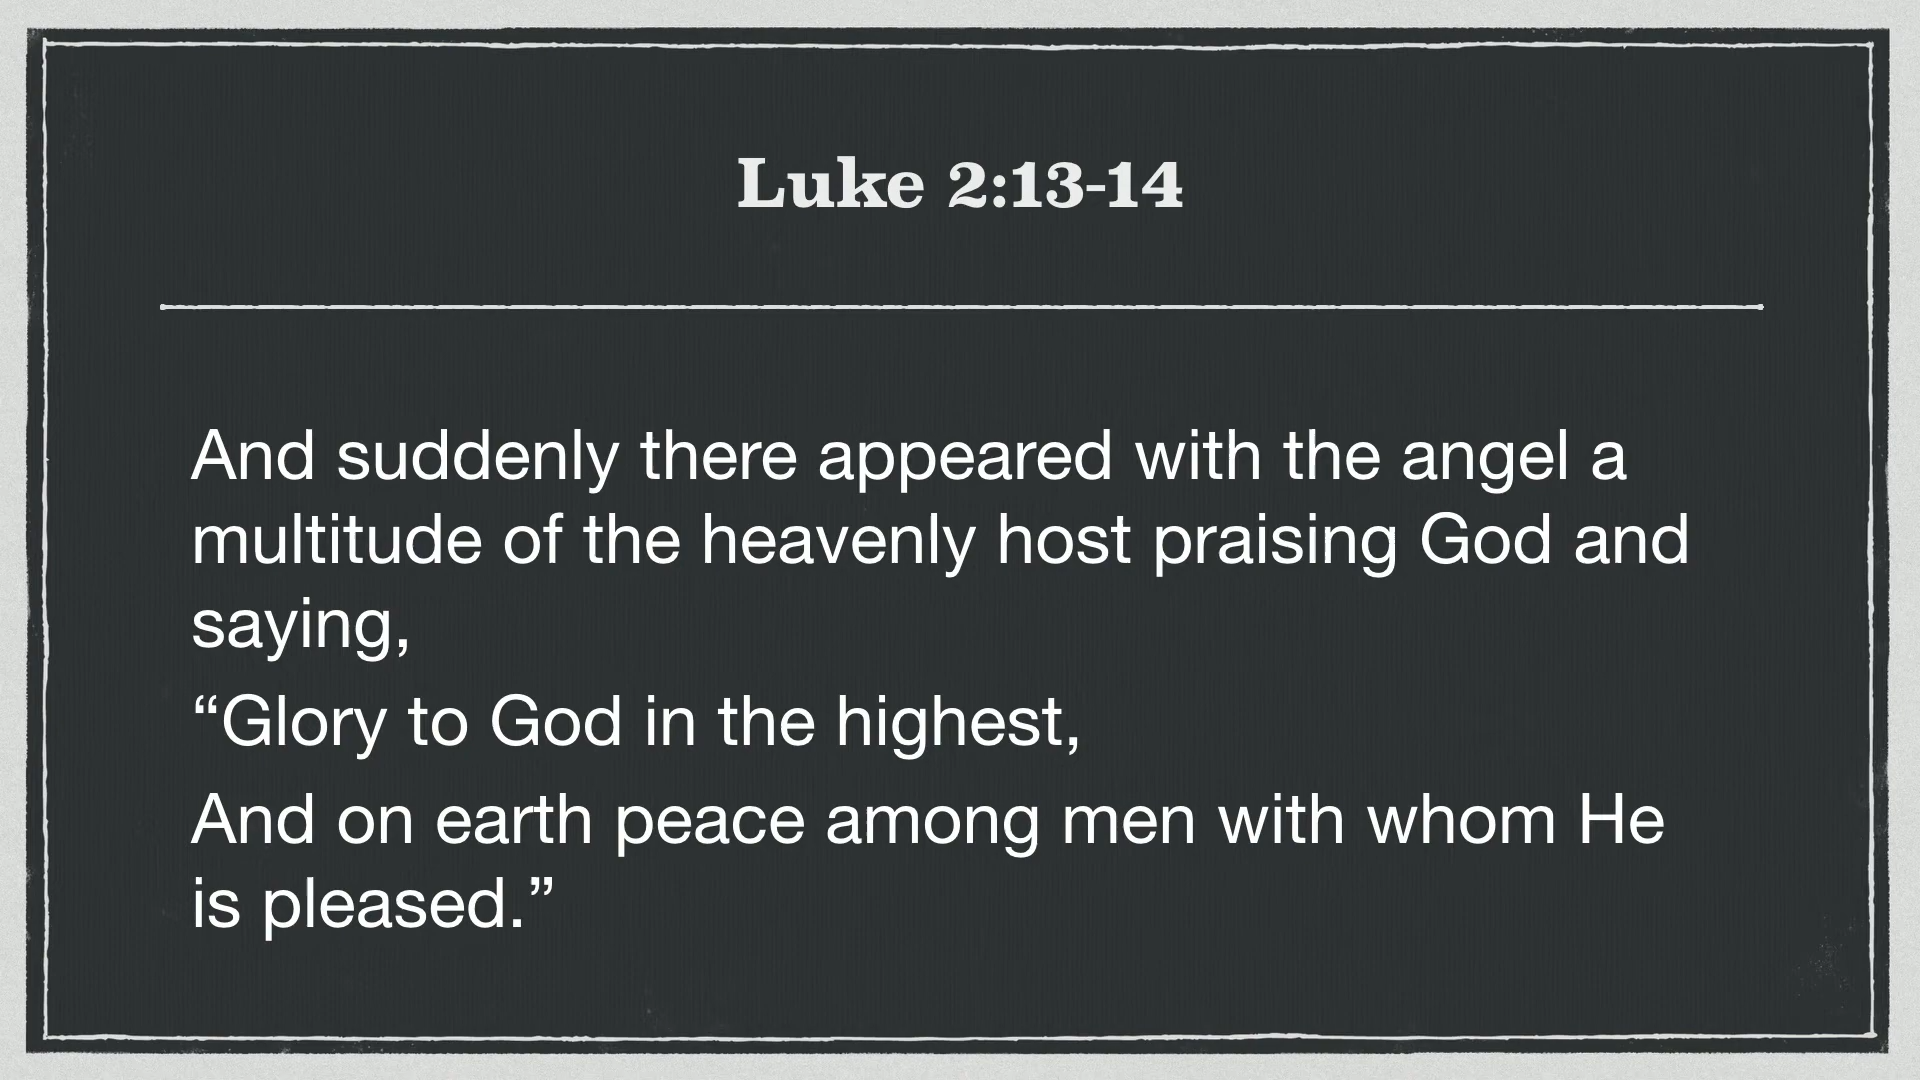 Luke 2:13-14
And suddenly there appeared with the angel a
multitude of the heavenly host praising God and
saying,
“Glory to God in the highest,
And on earth peace among men with whom He
is pleased.”